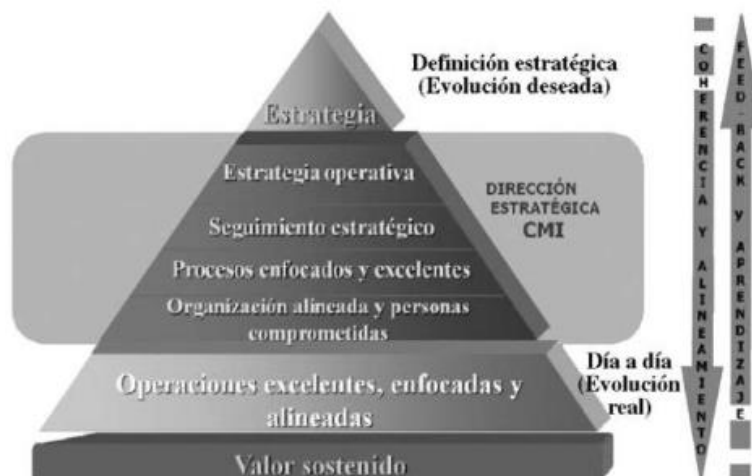 Definición estratégica
(Evolución deseada)
Estrategia
Estrategia operativa
DIRECCIÓN
ESTRATÉGICA
CMI
Seguimiento estratégico
Procesos enfocados y excelentes
Organización alineada y personas
comprometidas
Día a día
(Evolución
real)
Operaciones excelentes, enfocadas y
alineadas
Valor sostenido
COHERENCIA Y ALINEAMIENTO
FEED-BACK y APRENDIZAJE